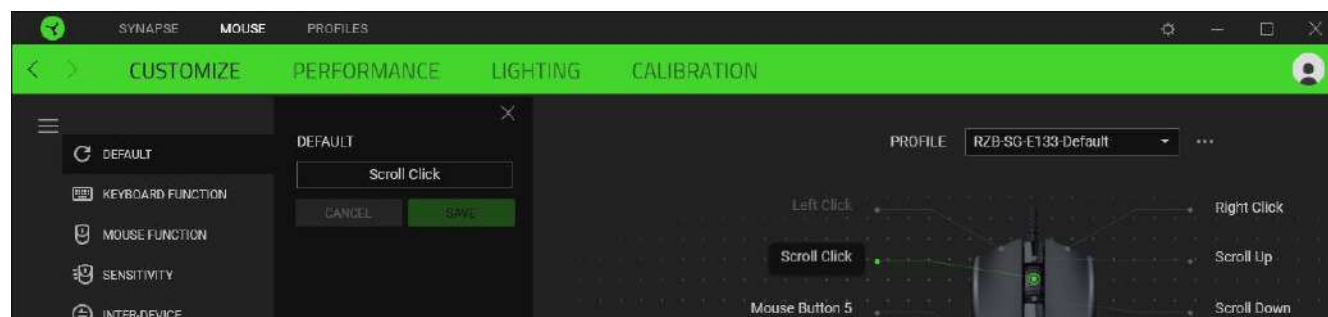 SYNAPSE MOUSE PROFILES
CUSTOMIZE PERFORMANCE LIGHTING CALIBRATION
DEFAULT
KEYBOARD FUNCTION
MOUSE FUNCTION
SENSITIVITY
INTER-DEVICE
DEFAULT
Scroll Click
CANCEL SAVE
PROFILE RZB-SG-E133-Default
Left Click
Scroll Click
Mouse Button 5
Right Click
Scroll Up
Scroll Down